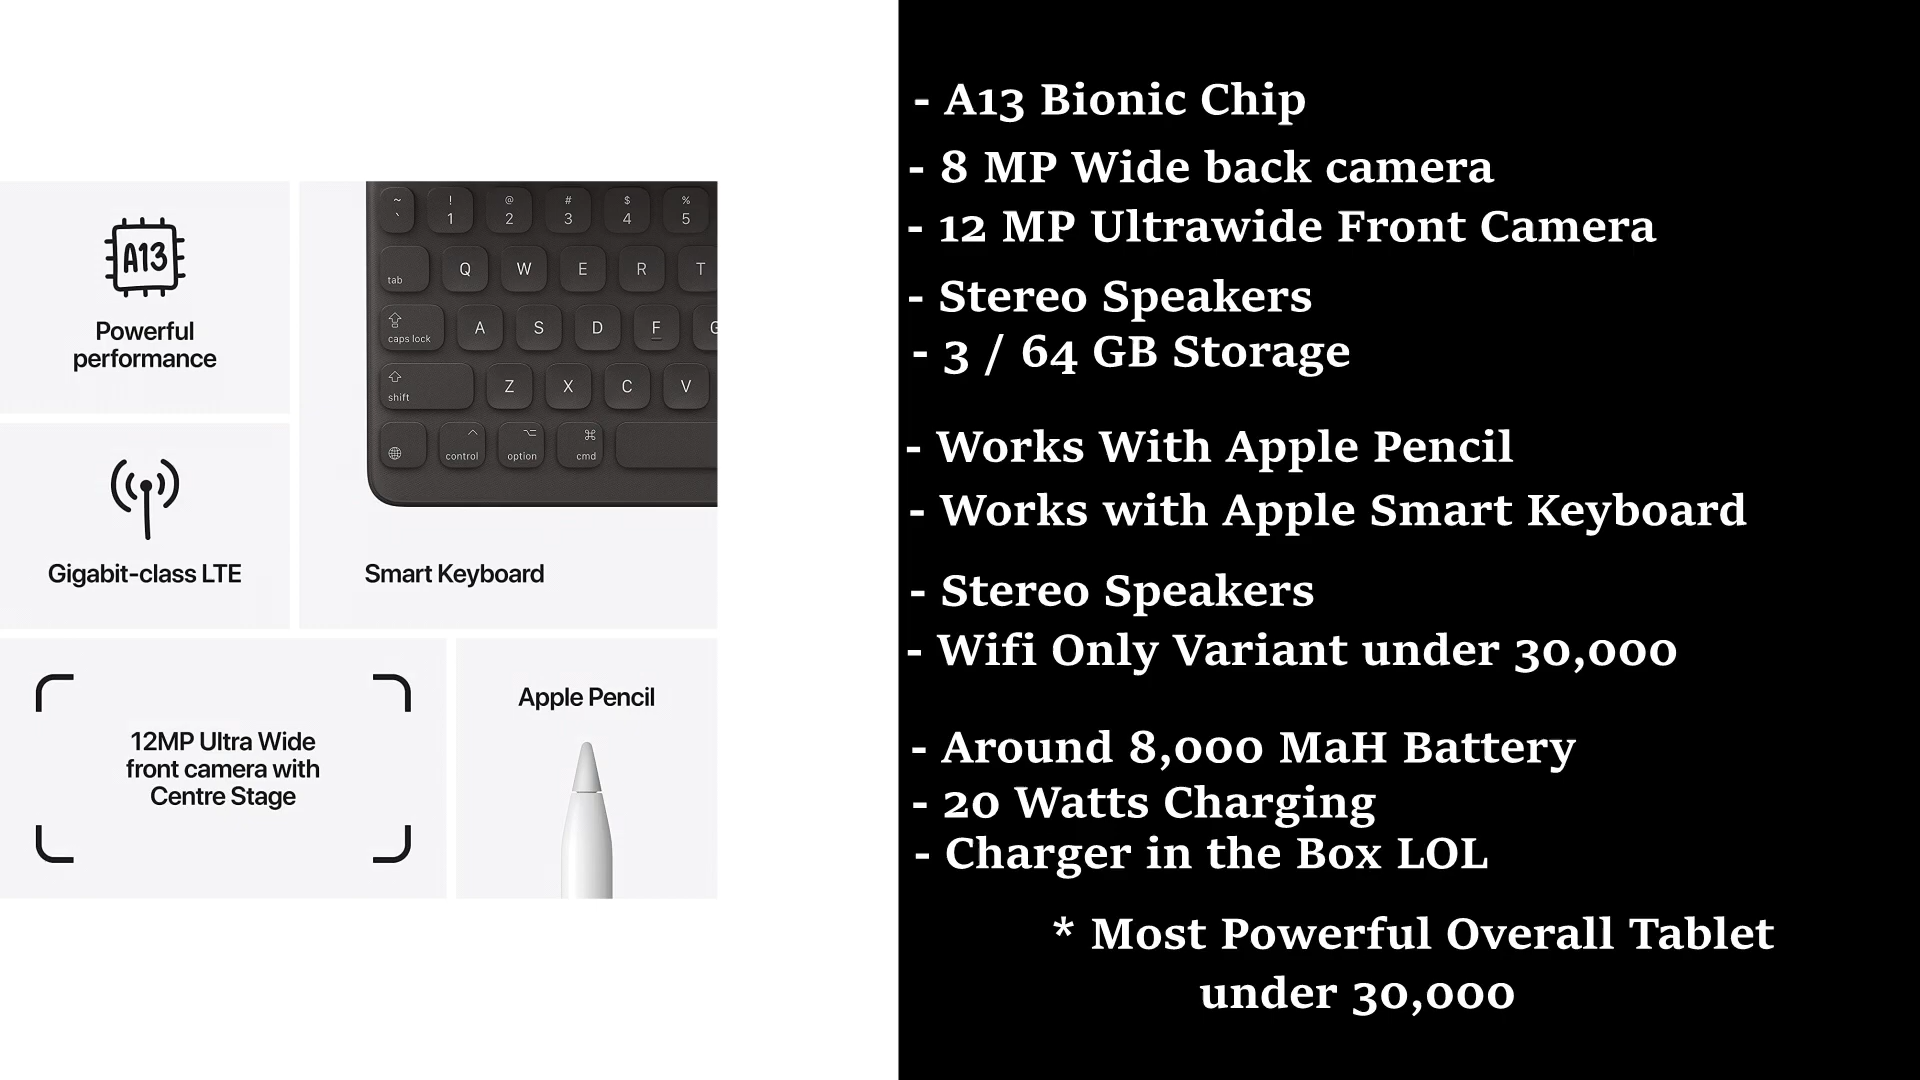 A13
Powerful
performance
Gigabit-class LTE
~ ! @ # $ %
` 1 2 3 4 5
tab Q W E R T
caps lock A S D F G
shift Z X C V
control option cmd
Smart Keyboard
12MP Ultra Wide
front camera with
Centre Stage
Apple Pencil
- A13 Bionic Chip
- 8 MP Wide back camera
- 12 MP Ultrawide Front Camera
- Stereo Speakers
- 3 / 64 GB Storage
- Works With Apple Pencil
- Works with Apple Smart Keyboard
- Stereo Speakers
- Wifi Only Variant under 30,000
- Around 8,000 MaH Battery
- 20 Watts Charging
- Charger in the Box LOL
* Most Powerful Overall Tablet
under 30,000